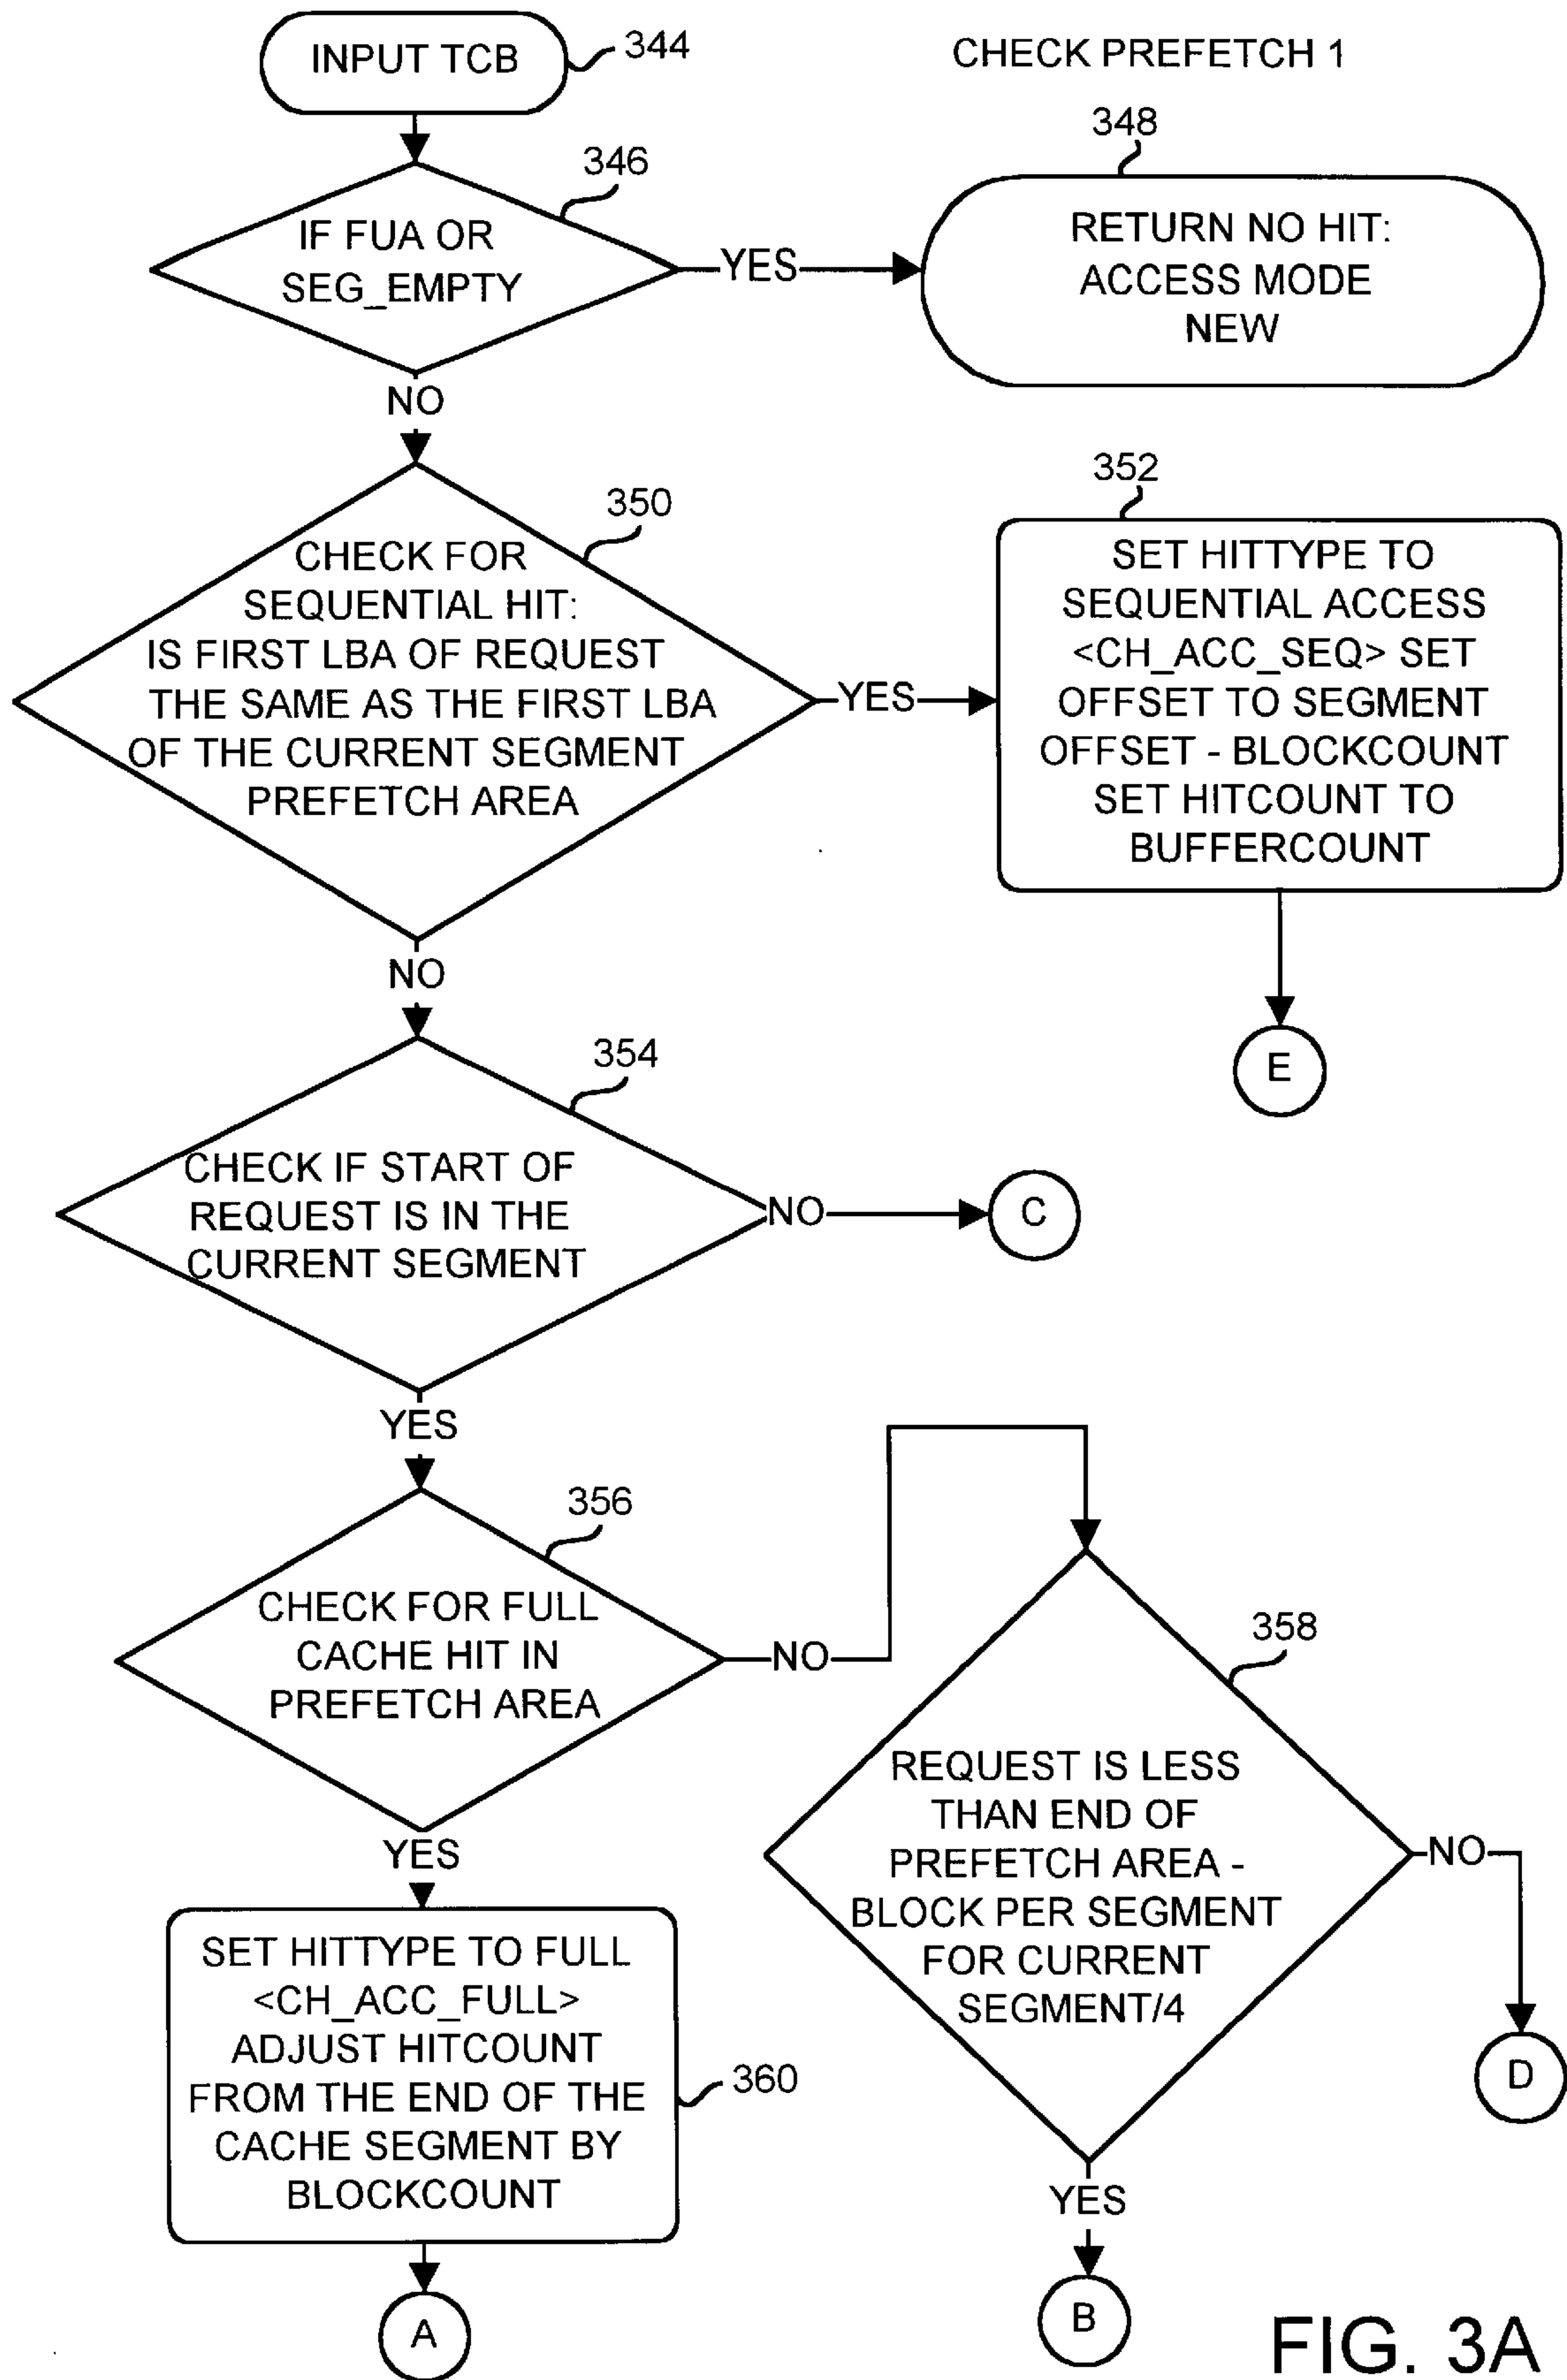 INPUT TCB
344
CHECK PREFETCH 1
346
IF FUA OR
SEG_EMPTY
YES
348
RETURN NO HIT:
ACCESS MODE
NEW
NO
350
CHECK FOR
SEQUENTIAL HIT:
IS FIRST LBA OF REQUEST
THE SAME AS THE FIRST LBA
OF THE CURRENT SEGMENT
PREFETCH AREA
YES
352
SET HITTYPE TO
SEQUENTIAL ACCESS
<CH_ACC_SEQ> SET
OFFSET TO SEGMENT
OFFSET - BLOCKCOUNT
SET HITCOUNT TO
BUFFERCOUNT
E
NO
354
CHECK IF START OF
REQUEST IS IN THE
CURRENT SEGMENT
NO
C
YES
356
CHECK FOR FULL
CACHE HIT IN
PREFETCH AREA
NO
358
REQUEST IS LESS
THAN END OF
PREFETCH AREA -
BLOCK PER SEGMENT
FOR CURRENT
SEGMENT/4
NO
D
YES
B
YES
SET HITTYPE TO FULL
<CH_ACC_FULL>
ADJUST HITCOUNT
FROM THE END OF THE
CACHE SEGMENT BY
BLOCKCOUNT
360
A
FIG. 3A